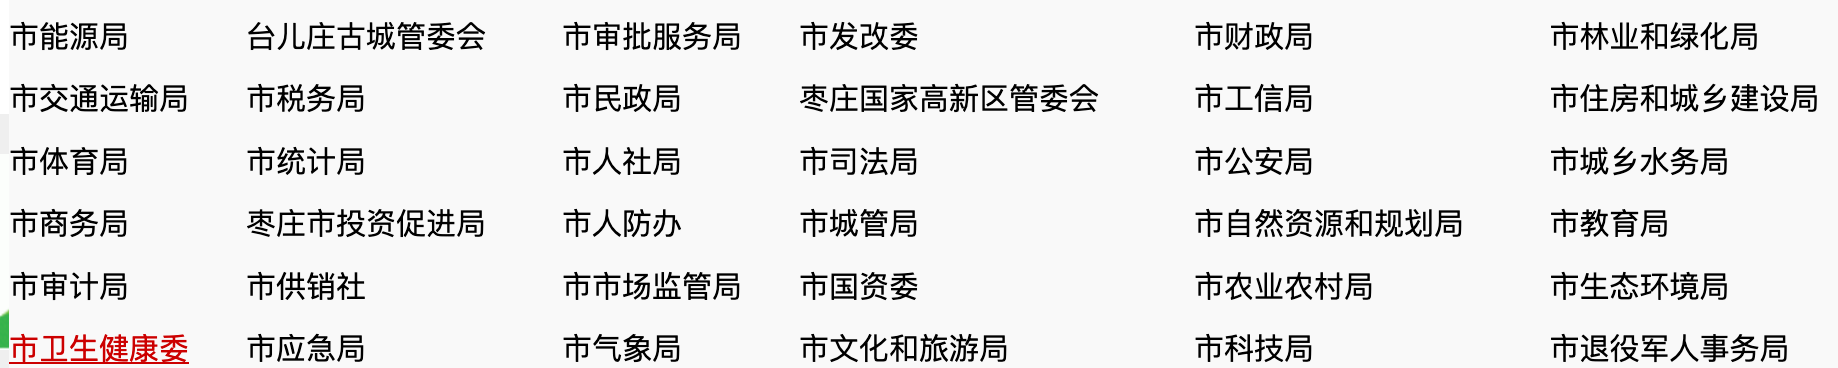 市能源局 台儿庄古城管委会 市审批服务局 市发改委 市财政局 市林业和绿化局
市交通运输局 市税务局 市民政局 枣庄国家高新区管委会 市工信局 市住房和城乡建设局
市体育局 市统计局 市人社局 市司法局 市公安局 市城乡水务局
市商务局 枣庄市投资促进局 市人防办 市城管局 市自然资源和规划局 市教育局
市审计局 市供销社 市市场监管局 市国资委 市农业农村局 市生态环境局
市卫生健康委 市应急局 市气象局 市文化和旅游局 市科技局 市退役军人事务局